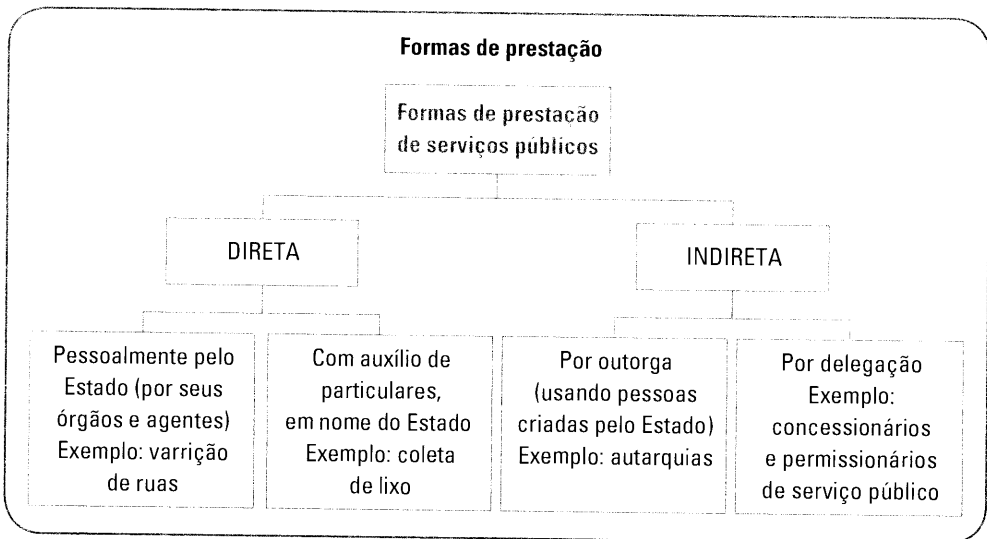 Formas de prestação
Formas de prestação
de serviços públicos
DIRETA
INDIRETA
Pessoalmente pelo
Estado (por seus
órgãos e agentes)
Exemplo: varrição
de ruas
Com auxílio de
particulares,
em nome do Estado
Exemplo: coleta
de lixo
Por outorga
(usando pessoas
criadas pelo Estado)
Exemplo: autarquias
Por delegação
Exemplo:
concessionários
e permissionários
de serviço público